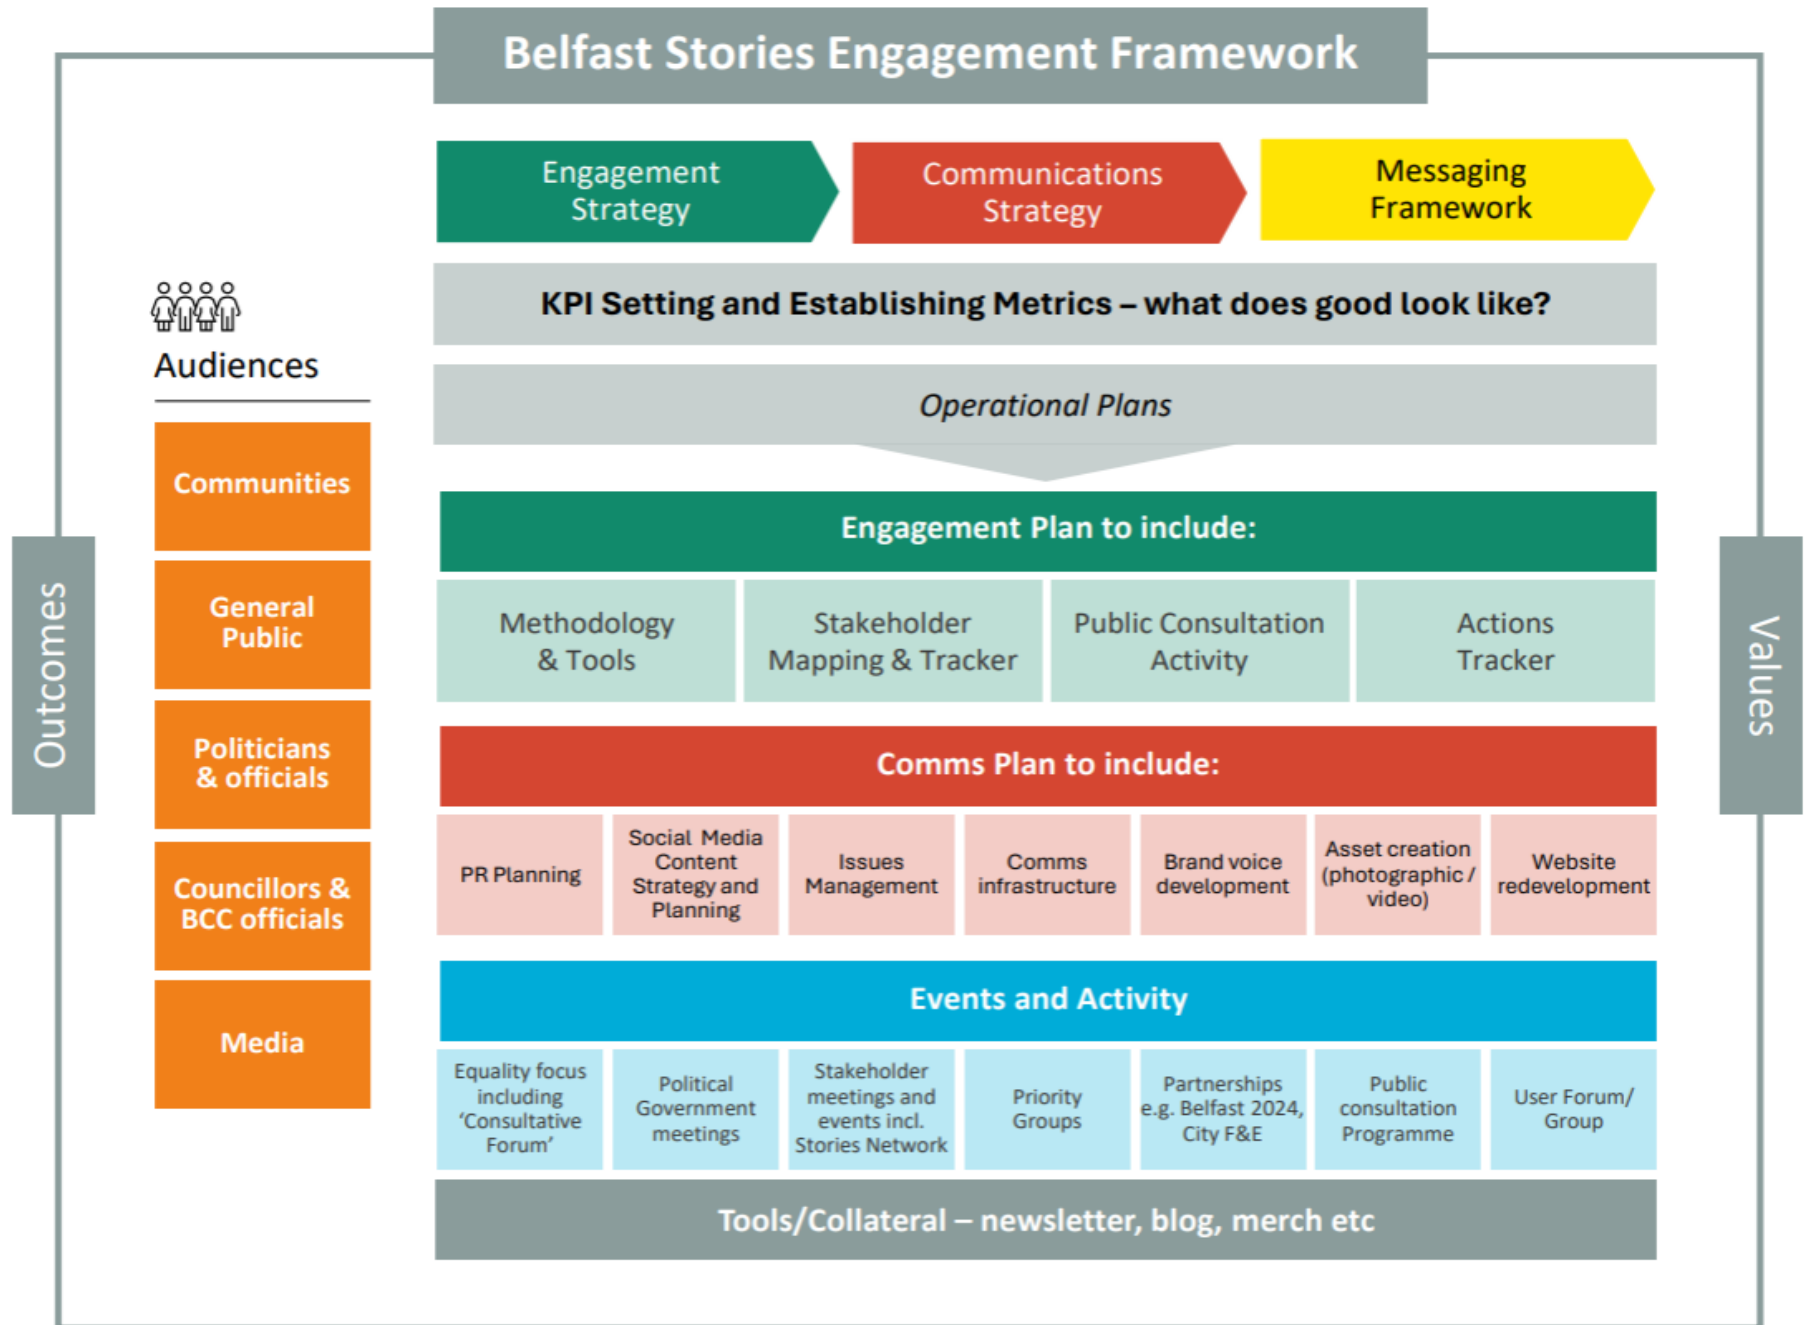 Belfast Stories Engagement Framework
Engagement
Strategy
Communications
Strategy
Messaging
Framework
KPI Setting and Establishing Metrics – what does good look like?
Operational Plans
Audiences
Communities
General
Public
Politicians
& officials
Councillors &
BCC officials
Media
Outcomes
Values
Engagement Plan to include:
Methodology
& Tools
Stakeholder
Mapping & Tracker
Public Consultation
Activity
Actions
Tracker
Comms Plan to include:
PR Planning
Social Media
Content
Strategy and
Planning
Issues
Management
Comms
infrastructure
Brand voice
development
Asset creation
(photographic /
video)
Website
redevelopment
Events and Activity
Equality focus
including
‘Consultative
Forum’
Political
Government
meetings
Stakeholder
meetings and
events incl.
Stories Network
Priority
Groups
Partnerships
e.g. Belfast 2024,
City F&E
Public
consultation
Programme
User Forum/
Group
Tools/Collateral – newsletter, blog, merch etc